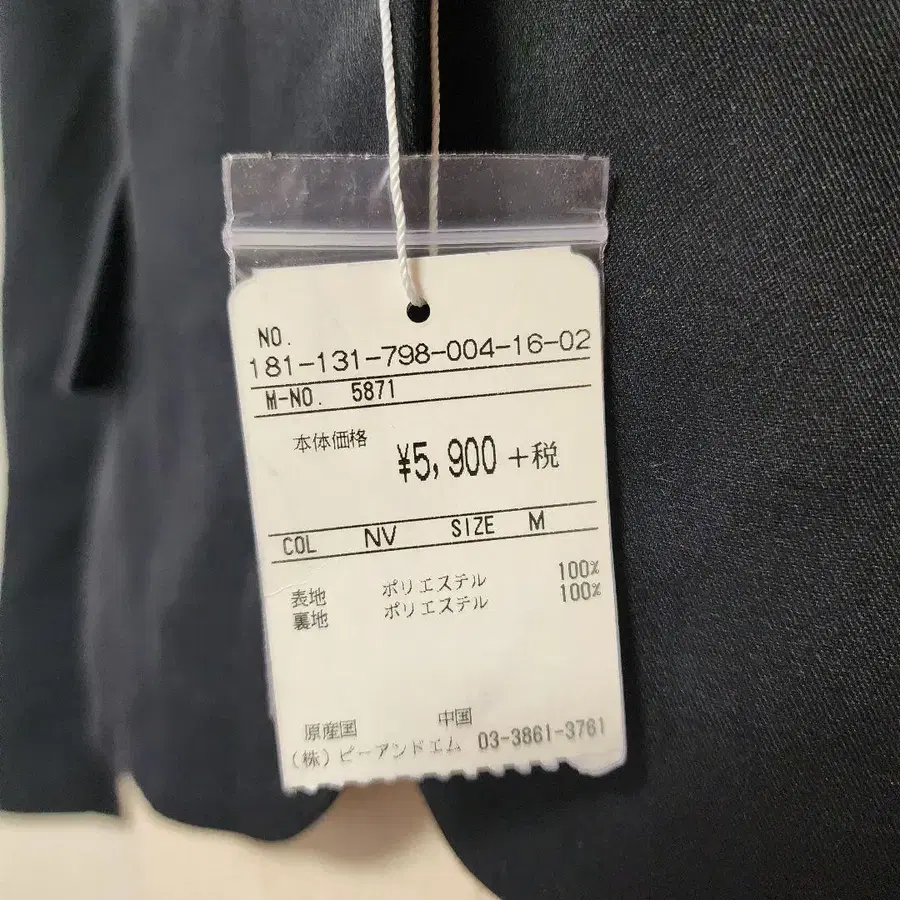 NO.
181-131-798-004-16-02
M-NO. 5871
本体価格 ¥5,900+税
COL NV SIZE M
表地 ポリエステル 100%
裏地 ポリエステル 100%
原産国 中国
(株)ピーアンドエム 03-3861-3761